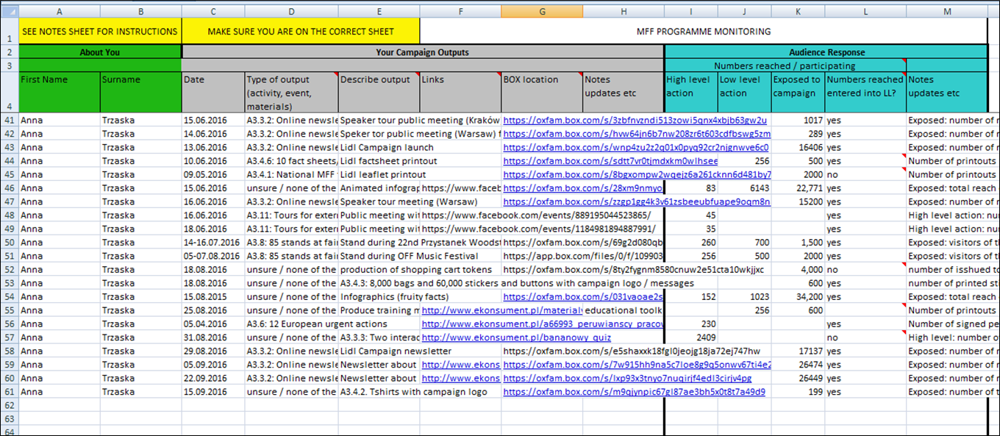 A B C D E F G H I J K L M
1 SEE NOTES SHEET FOR INSTRUCTIONS MAKE SURE YOU ARE ON THE CORRECT SHEET MFF PROGRAMME MONITORING
2 About You Your Campaign Outputs Audience Response
3 Numbers reached / participating
4 First Name Surname Date Type of output (activity, event, materials) Describe output Links BOX location Notes updates etc High level action Low level action Exposed to campaign Numbers reached entered into LL? Notes updates etc
41 Anna Trzaska 15.06.2016 A3.3.2: Online newsle Speaker tour public meeting (Kraków https://oxfam.box.com/s/3zbfnvzndi513zowi5qnx4xbjb63gw2u 1017 yes Exposed: number of r
42 Anna Trzaska 14.06.2016 A3.3.2: Online newsle Speker tor public meeting (Warsaw) f https://oxfam.box.com/s/hvw64jn6b7nw208zr6t603cdfbswg5zm 289 yes Exposed: number of r
43 Anna Trzaska 13.06.2016 A3.3.2: Online newsle Lidl Campaign launch https://oxfam.box.com/s/wnp4zu2z2q01x0pyq92cr2njgnwve6c0 16406 yes Exposed: number of r
44 Anna Trzaska 10.06.2016 A3.4.6: 10 fact sheets, Lidl factsheet printout https://oxfam.box.com/s/sdtt7vr0tjmdxkm0wlhsee 256 500 yes Number of printouts
45 Anna Trzaska 09.05.2016 A3.4.1: National MFF Lidl leaflet printout https://oxfam.box.com/s/8bgxompw2wqejz6a261cknn6d481by7 2000 no Number of printouts
46 Anna Trzaska 15.06.2016 unsure / none of the Animated infograp https://www.faceb https://oxfam.box.com/s/28xm9nmyo 83 6143 22,771 yes Exposed: total reach
47 Anna Trzaska 16.06.2016 A3.3.2: Online newsle Speaker tour meeting (Warsaw) https://oxfam.box.com/s/zzgp1gg4k3v61zsbeeubfuape9oqm8n 15200 yes Exposed: number of r
48 Anna Trzaska 16.06.2016 A3.11: Tours for exter Public meeting wit https://www.facebook.com/events/889195044523865/ 45 yes High level action: nu
49 Anna Trzaska 18.06.2016 A3.11: Tours for exter Public meeting wit https://www.facebook.com/events/1184981894887991/ 35 yes High level action: nu
50 Anna Trzaska 14-16.07.2016 A3.8: 85 stands at fair Stand during 22nd Przystanek Woodst https://oxfam.box.com/s/69g2d080qb 260 700 1,500 yes Exposed: visitors of th
51 Anna Trzaska 05-07.08.2016 A3.8: 85 stands at fair Stand during OFF Music Festival https://app.box.com/files/0/f/109903 256 500 2000 yes Exposed: visitors of th
52 Anna Trzaska 18.08.2016 unsure / none of the production of shopping cart tokens https://oxfam.box.com/s/8ty2fygnm8580cnuw2e51cta10wkjjxc 4,000 no number of isshued to
53 Anna Trzaska 18.08.2016 unsure / none of the A3.4.3: 8,000 bags and 60,000 stickers and buttons with campaign logo / messages 600 yes number of printed sti
54 Anna Trzaska 15.08.2015 unsure / none of the Infographics (fruity facts) https://oxfam.box.com/s/031vaoae2s 152 1023 34,200 yes Exposed: total reach
55 Anna Trzaska 25.08.2016 unsure / none of the Produce training m http://www.ekonsument.pl/materialy educational toolk 256 600 Number of printouts
56 Anna Trzaska 05.04.2016 A3.6: 12 European urgent actions http://www.ekonsument.pl/a66993_peruwianscy_pracov 230 yes Number of signed pe
57 Anna Trzaska 31.08.2016 unsure / none of the A3.3.3: Two interac http://www.ekonsument.pl/bananowy_quiz 2409 no High level: number of
58 Anna Trzaska 29.08.2016 A3.3.2: Online newsle Lidl Campaign newsletter https://oxfam.box.com/s/e5shaxxk18fgl0jeojg18ja72ej747hw 17137 yes Exposed: number of r
59 Anna Trzaska 05.09.2016 A3.3.2: Online newsle Newsletter about http://www.ekons https://oxfam.box.com/s/7w915hh9na5c7loe8g9q5onwv67ti4e2 26474 yes Exposed: number of r
60 Anna Trzaska 22.09.2016 A3.3.2: Online newsle Newsletter about http://www.ekons https://oxfam.box.com/s/lxp93x3tnyo7nuqirjf4edl3cirjv4pg 26449 yes Exposed: number of r
61 Anna Trzaska 15.09.2016 unsure / none of the A3.4.2. Tshirts with campaign logo https://oxfam.box.com/s/m9qjynpic67gl87ae3bh5x0t8t7a49d9 199 yes Exposed: number of t
62
63
64